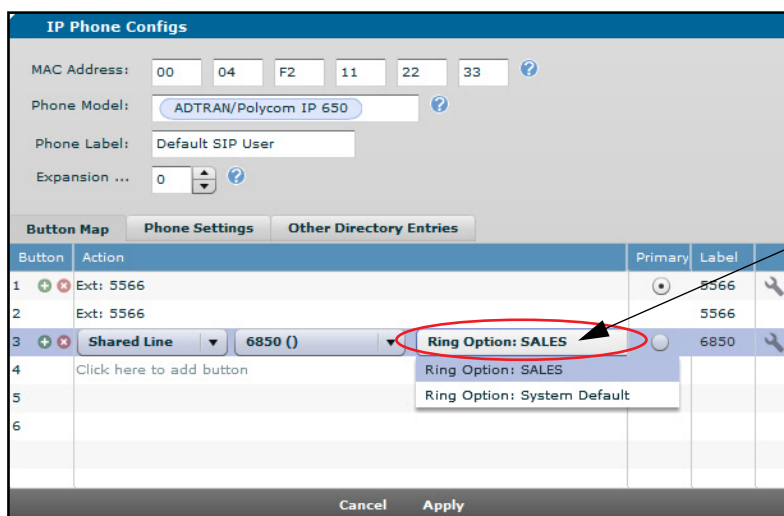 IP Phone Configs
MAC Address: 00 04 F2 11 22 33 ?
Phone Model: ADTRAN/Polycom IP 650 ?
Phone Label: Default SIP User
Expansion ... 0 ?
Button Map Phone Settings Other Directory Entries
Button Action Primary Label
1 Ext: 5566 5566
2 Ext: 5566 5566
3 Shared Line 6850 () Ring Option: SALES 6850
4 Click here to add button Ring Option: SALES
5 Ring Option: System Default
6
Cancel Apply